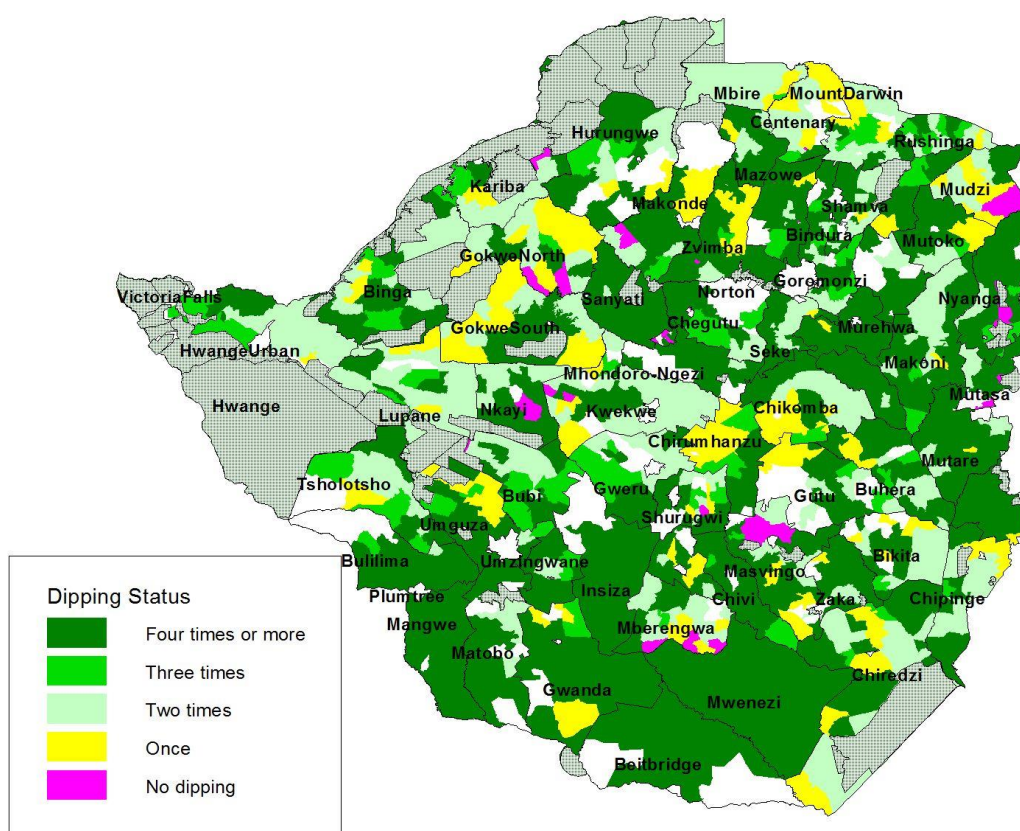 Mbire
MountDarwin
Centenary
Hurungwe
Rushinga
Mazowe
Kariba
Mudzi
Makonde
Shamva
Bindura
Mutoko
Zvimba
GokweNorth
Goromonzi
Binga
Norton
Nyanga
VictoriaFalls
Sanyati
Chegutu
GokweSouth
Murehwa
HwangeUrban
Seke
Makoni
Mhondoro-Ngezi
Mutasa
Hwange
Lupane
Nkayi
Kwekwe
Chikomba
Chirumhanzu
Mutare
Tsholotsho
Bubi
Gweru
Gutu
Buhera
Shurugwi
Umguza
Bikita
Bulilima
Umzingwane
Masvingo
Insiza
Chivi
Zaka
Chipinge
Plumtree
Mangwe
Mberengwa
Matobo
Chiredzi
Gwanda
Mwenezi
Beitbridge
Dipping Status
Four times or more
Three times
Two times
Once
No dipping